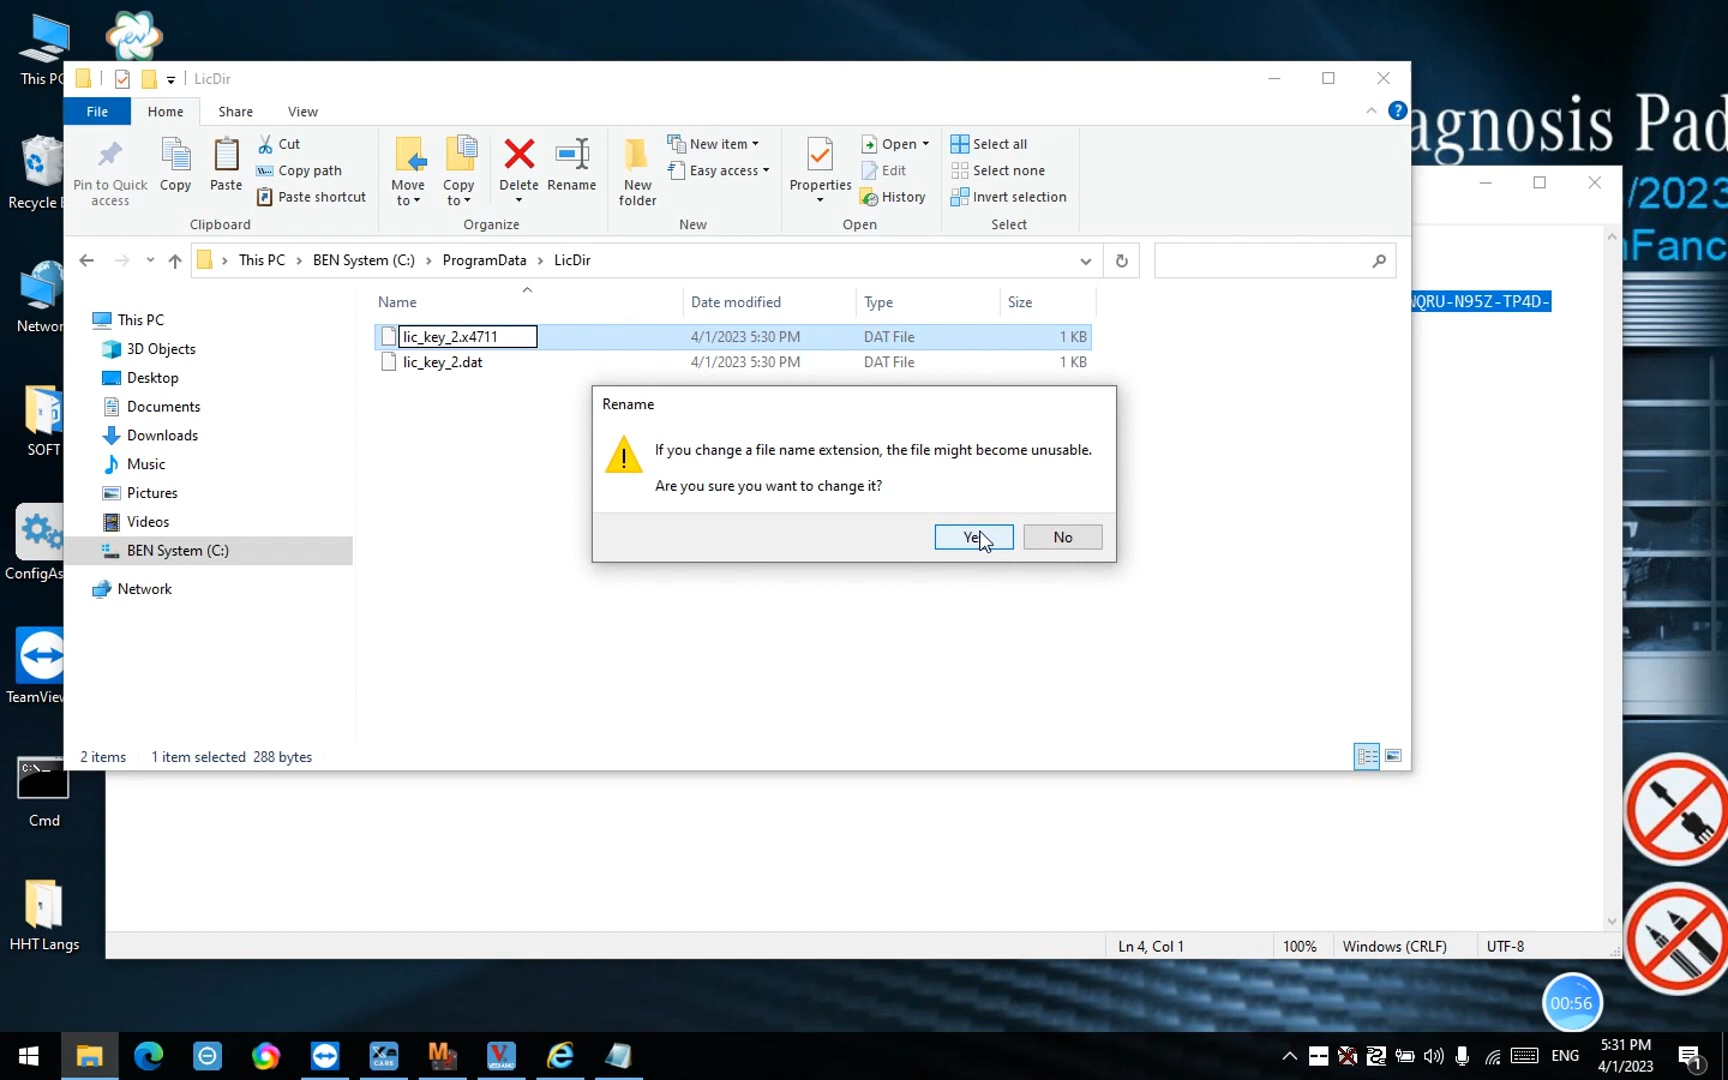 This PC
LicDir
File
Home
Share
View
Pin to Quick access
Copy
Paste
Cut
Copy path
Paste shortcut
Move to
Copy to
Delete
Rename
New folder
New item
Easy access
Properties
Open
Edit
History
Select all
Select none
Invert selection
Clipboard
Organize
New
Open
Select
agnosis Pad
/2023
nFanc
This PC
BEN System (C:)
ProgramData
LicDir
Name
Date modified
Type
Size
lic_key_2.x4711
4/1/2023 5:30 PM
DAT File
1 KB
lic_key_2.dat
4/1/2023 5:30 PM
DAT File
1 KB
NQRU-N95Z-TP4D-
This PC
3D Objects
Desktop
Documents
Downloads
Music
Pictures
Videos
BEN System (C:)
Network
Rename
If you change a file name extension, the file might become unusable.
Are you sure you want to change it?
No
2 items
1 item selected 288 bytes
Recycle
Networ
SOFT
ConfigAs
TeamView
Cmd
HHT Langs
Ln 4, Col 1
100%
Windows (CRLF)
UTF-8
00:56
ENG
5:31 PM
4/1/2023
1